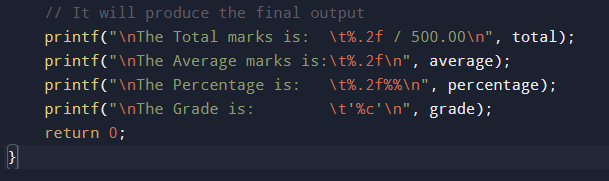 // It will produce the final output
printf("\nThe Total marks is:  \t%.2f / 500.00\n", total);
printf("\nThe Average marks is:\t%.2f\n", average);
printf("\nThe Percentage is:   \t%.2f%%\n", percentage);
printf("\nThe Grade is:        \t'%c'\n", grade);
return 0;
}